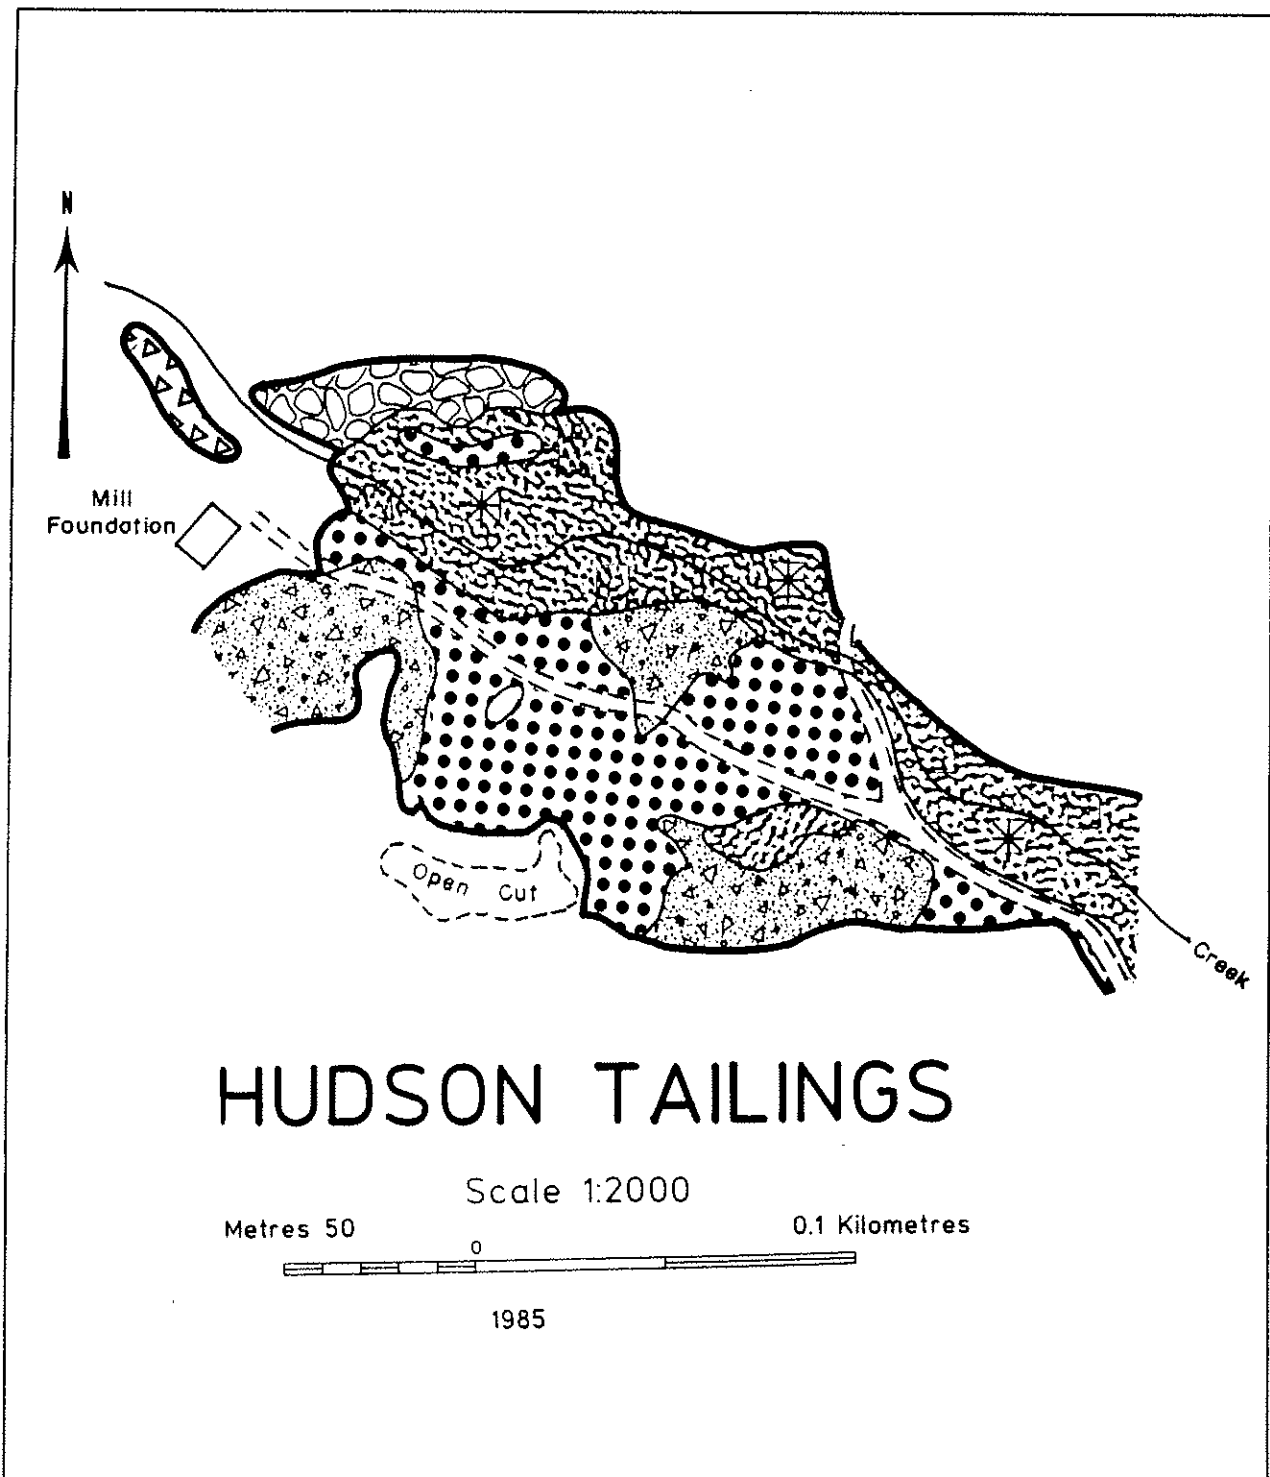 N
Mill
Foundation
Open Cut
Creek
HUDSON TAILINGS
Scale 1:2000
Metres 50
0
0.1 Kilometres
1985